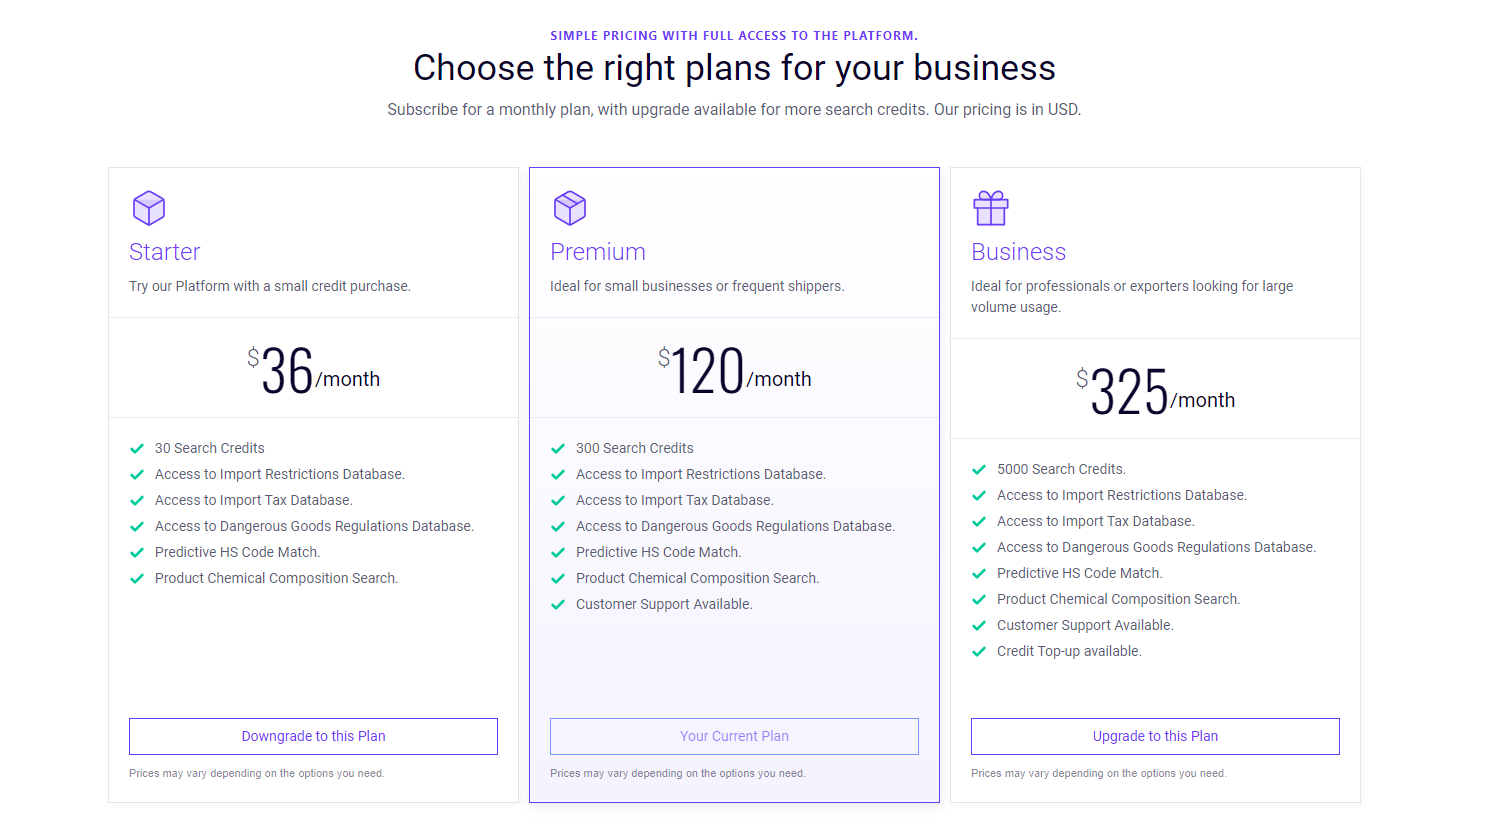 SIMPLE PRICING WITH FULL ACCESS TO THE PLATFORM.
Choose the right plans for your business
Subscribe for a monthly plan, with upgrade available for more search credits. Our pricing is in USD.
Starter
Try our Platform with a small credit purchase.
$36/month
30 Search Credits
Access to Import Restrictions Database.
Access to Import Tax Database.
Access to Dangerous Goods Regulations Database.
Predictive HS Code Match.
Product Chemical Composition Search.
Downgrade to this Plan
Prices may vary depending on the options you need.
Premium
Ideal for small businesses or frequent shippers.
$120/month
300 Search Credits
Access to Import Restrictions Database.
Access to Import Tax Database.
Access to Dangerous Goods Regulations Database.
Predictive HS Code Match.
Product Chemical Composition Search.
Customer Support Available.
Your Current Plan
Prices may vary depending on the options you need.
Business
Ideal for professionals or exporters looking for large
volume usage.
$325/month
5000 Search Credits.
Access to Import Restrictions Database.
Access to Import Tax Database.
Access to Dangerous Goods Regulations Database.
Predictive HS Code Match.
Product Chemical Composition Search.
Customer Support Available.
Credit Top-up available.
Upgrade to this Plan
Prices may vary depending on the options you need.